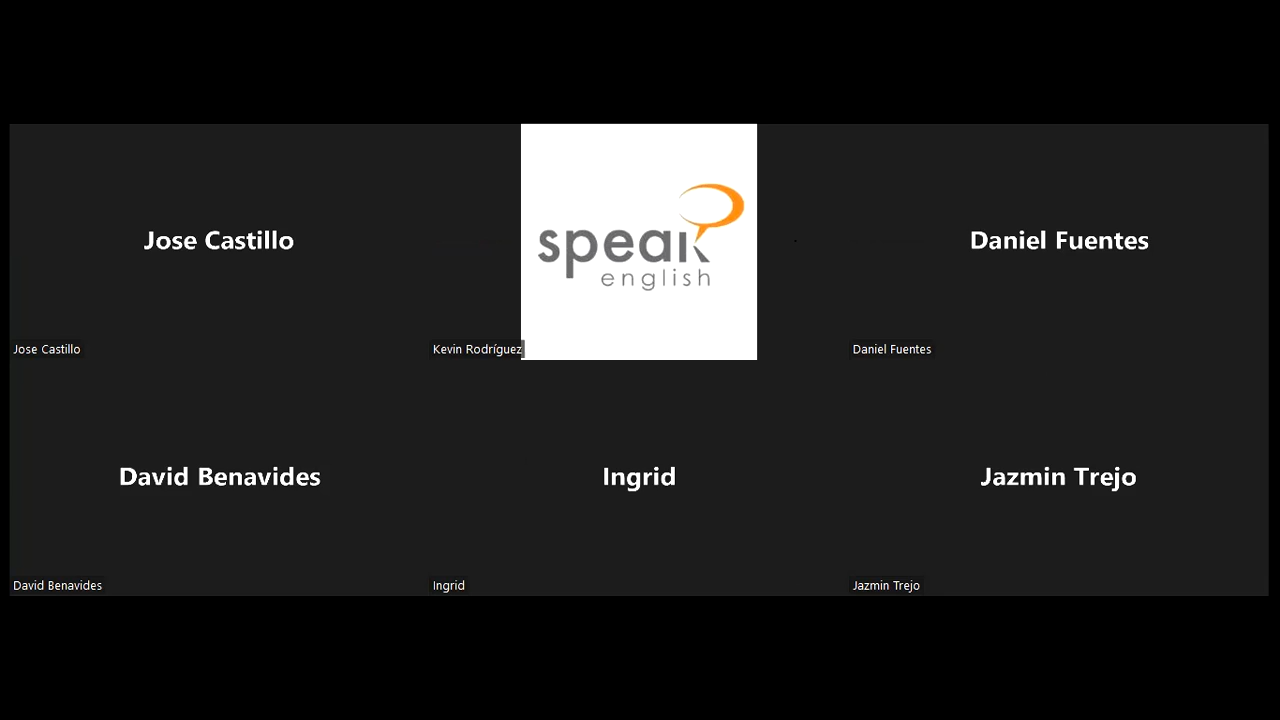 Jose Castillo
speak
english
Daniel Fuentes
Jose Castillo
Kevin Rodríguez
Daniel Fuentes
David Benavides
Ingrid
Jazmin Trejo
David Benavides
Ingrid
Jazmin Trejo